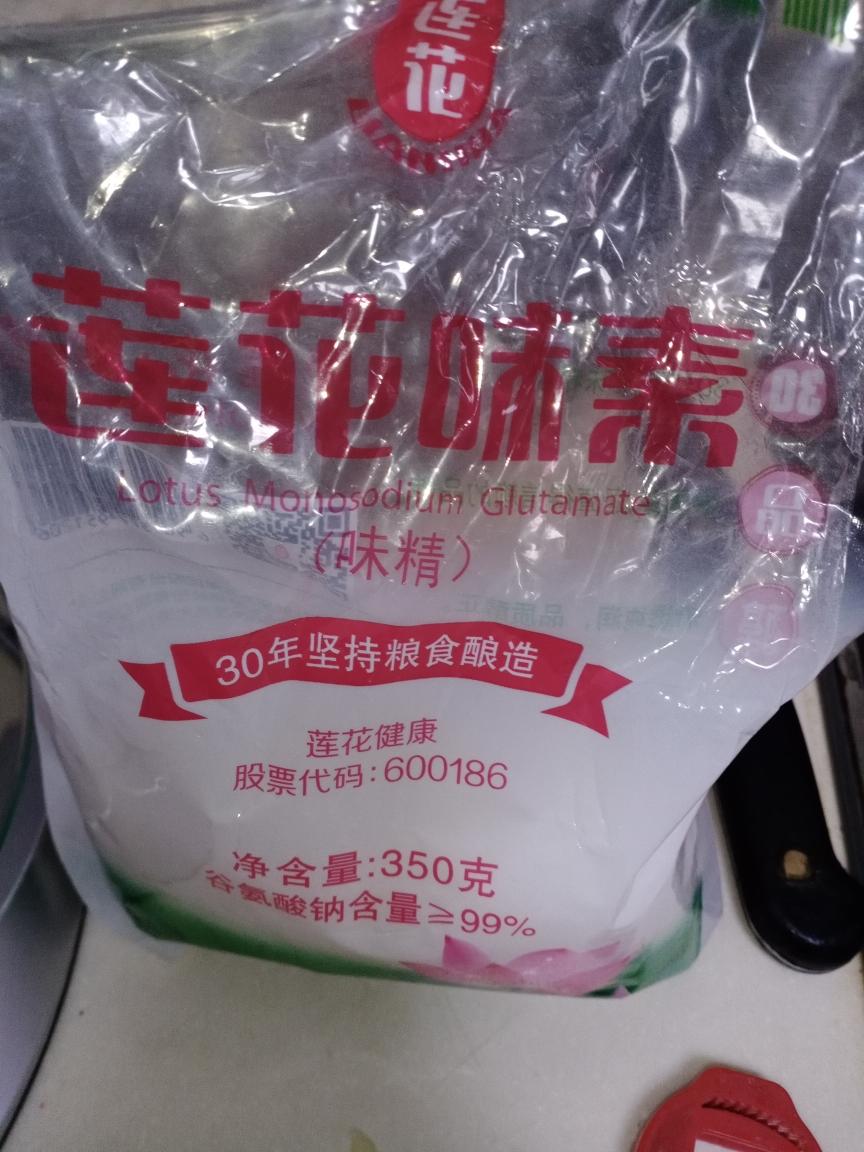 莲花
莲花味素
Lotus Monosodium Glutamate
（味精）
30年坚持粮食酿造
莲花健康
股票代码:600186
净含量:350克
谷氨酸钠含量≥99%
30
品